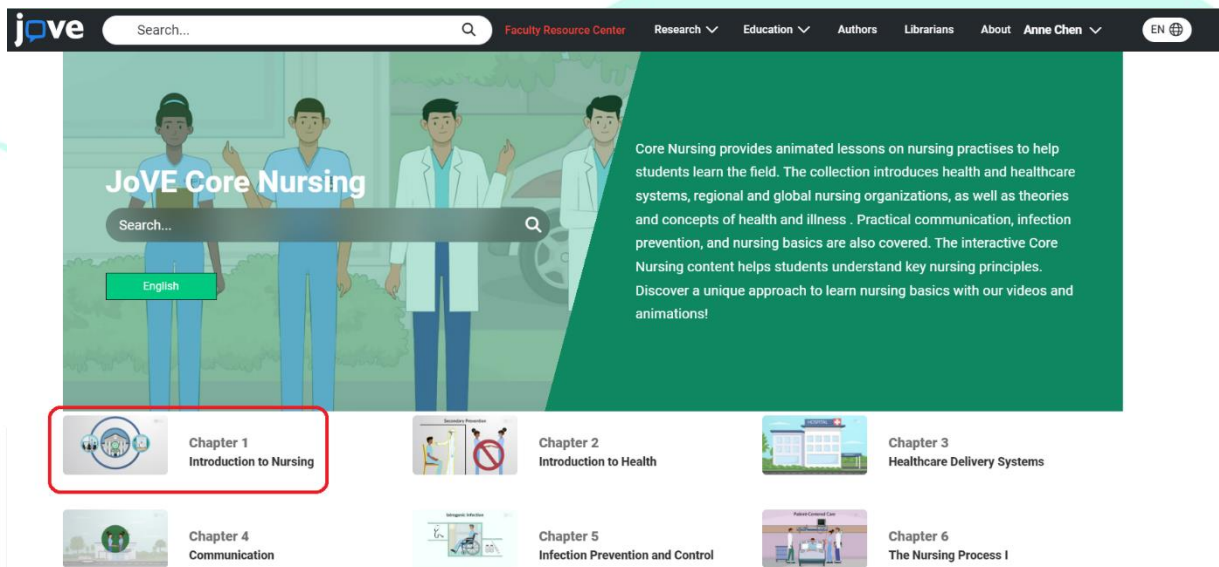 jove
Search...
Faculty Resource Center
Research
Education
Authors
Librarians
About
Anne Chen
EN
JoVE Core Nursing
Search...
English
Core Nursing provides animated lessons on nursing practises to help
students learn the field. The collection introduces health and healthcare
systems, regional and global nursing organizations, as well as theories
and concepts of health and illness . Practical communication, infection
prevention, and nursing basics are also covered. The interactive Core
Nursing content helps students understand key nursing principles.
Discover a unique approach to learn nursing basics with our videos and
animations!
Chapter 1
Introduction to Nursing
Secondary Prevention
Chapter 2
Introduction to Health
HOSPITAL
Chapter 3
Healthcare Delivery Systems
Chapter 4
Communication
Iatrogenic Infection
Chapter 5
Infection Prevention and Control
Patient-Centered Care
Chapter 6
The Nursing Process I